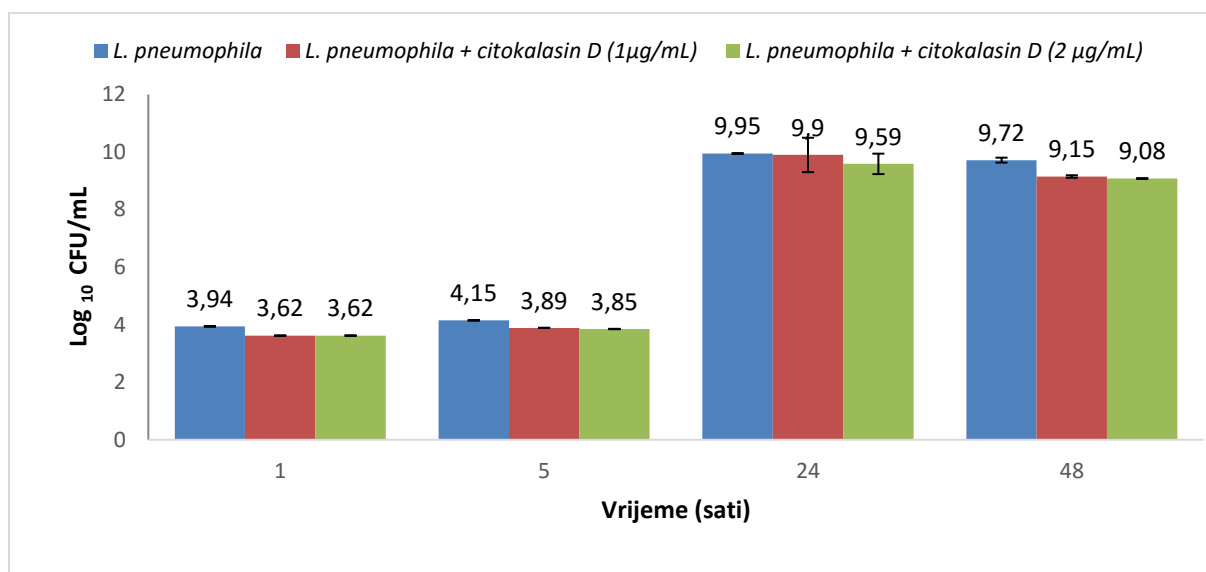 L. pneumophila L. pneumophila + citokalasin D (1µg/mL) L. pneumophila + citokalasin D (2 µg/mL)
12
10
8
6
4
2
0
Log 10 CFU/mL
3,94 3,62 3,62
4,15 3,89 3,85
9,95 9,9 9,59
9,72 9,15 9,08
1 5 24 48
Vrijeme (sati)